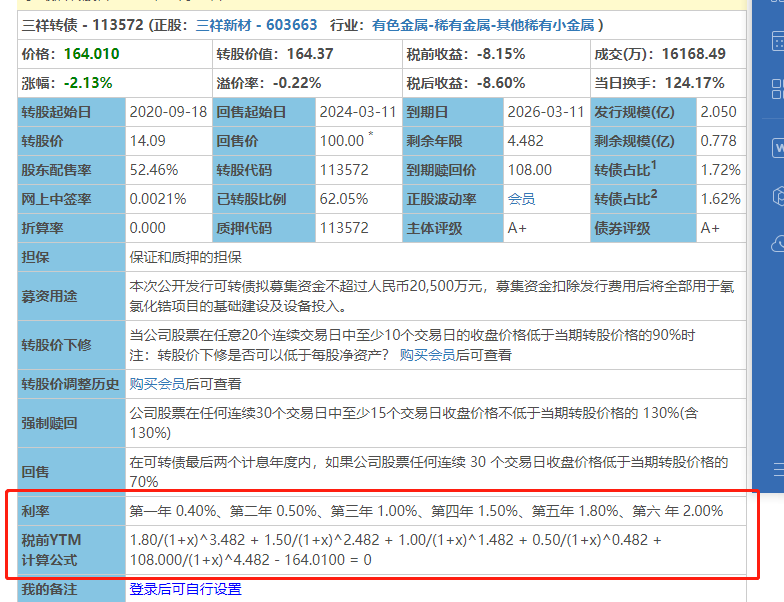 三祥转债 - 113572 (正股：三祥新材 - 603663 行业：有色金属-稀有金属-其他稀有小金属 )
价格：164.010 转股价值：164.37 税前收益：-8.15% 成交(万)：16168.49
涨幅：-2.13% 溢价率：-0.22% 税后收益：-8.60% 当日换手：124.17%
转股起始日 2020-09-18 回售起始日 2024-03-11 到期日 2026-03-11 发行规模(亿) 2.050
转股价 14.09 回售价 100.00 * 剩余年限 4.482 剩余规模(亿) 0.778
股东配售率 52.46% 转股代码 113572 到期赎回价 108.00 转债占比1 1.72%
网上中签率 0.0021% 已转股比例 62.05% 正股波动率 会员 转债占比2 1.62%
折算率 0.000 质押代码 113572 主体评级 A+ 债券评级 A+
担保 保证和质押的担保
募资用途 本次公开发行可转债拟募集资金不超过人民币20,500万元，募集资金扣除发行费用后将全部用于氧
氯化锆项目的基础建设及设备投入。
转股价下修 当公司股票在任意20个连续交易日中至少10个交易日的收盘价格低于当期转股价格的90%时
注：转股价下修是否可以低于每股净资产？ 购买会员后可查看
转股价调整历史 购买会员后可查看
强制赎回 公司股票在任何连续30个交易日中至少15个交易日收盘价格不低于当期转股价格的 130%(含
130%)
回售 在可转债最后两个计息年度内，如果公司股票任何连续 30 个交易日收盘价格低于当期转股价格的
70%
利率 第一年 0.40%、第二年 0.50%、第三年 1.00%、第四年 1.50%、第五年 1.80%、第六 年 2.00%
税前YTM 1.80/(1+x)^3.482 + 1.50/(1+x)^2.482 + 1.00/(1+x)^1.482 + 0.50/(1+x)^0.482 +
计算公式 108.000/(1+x)^4.482 - 164.0100 = 0
我的备注 登录后可自行设置